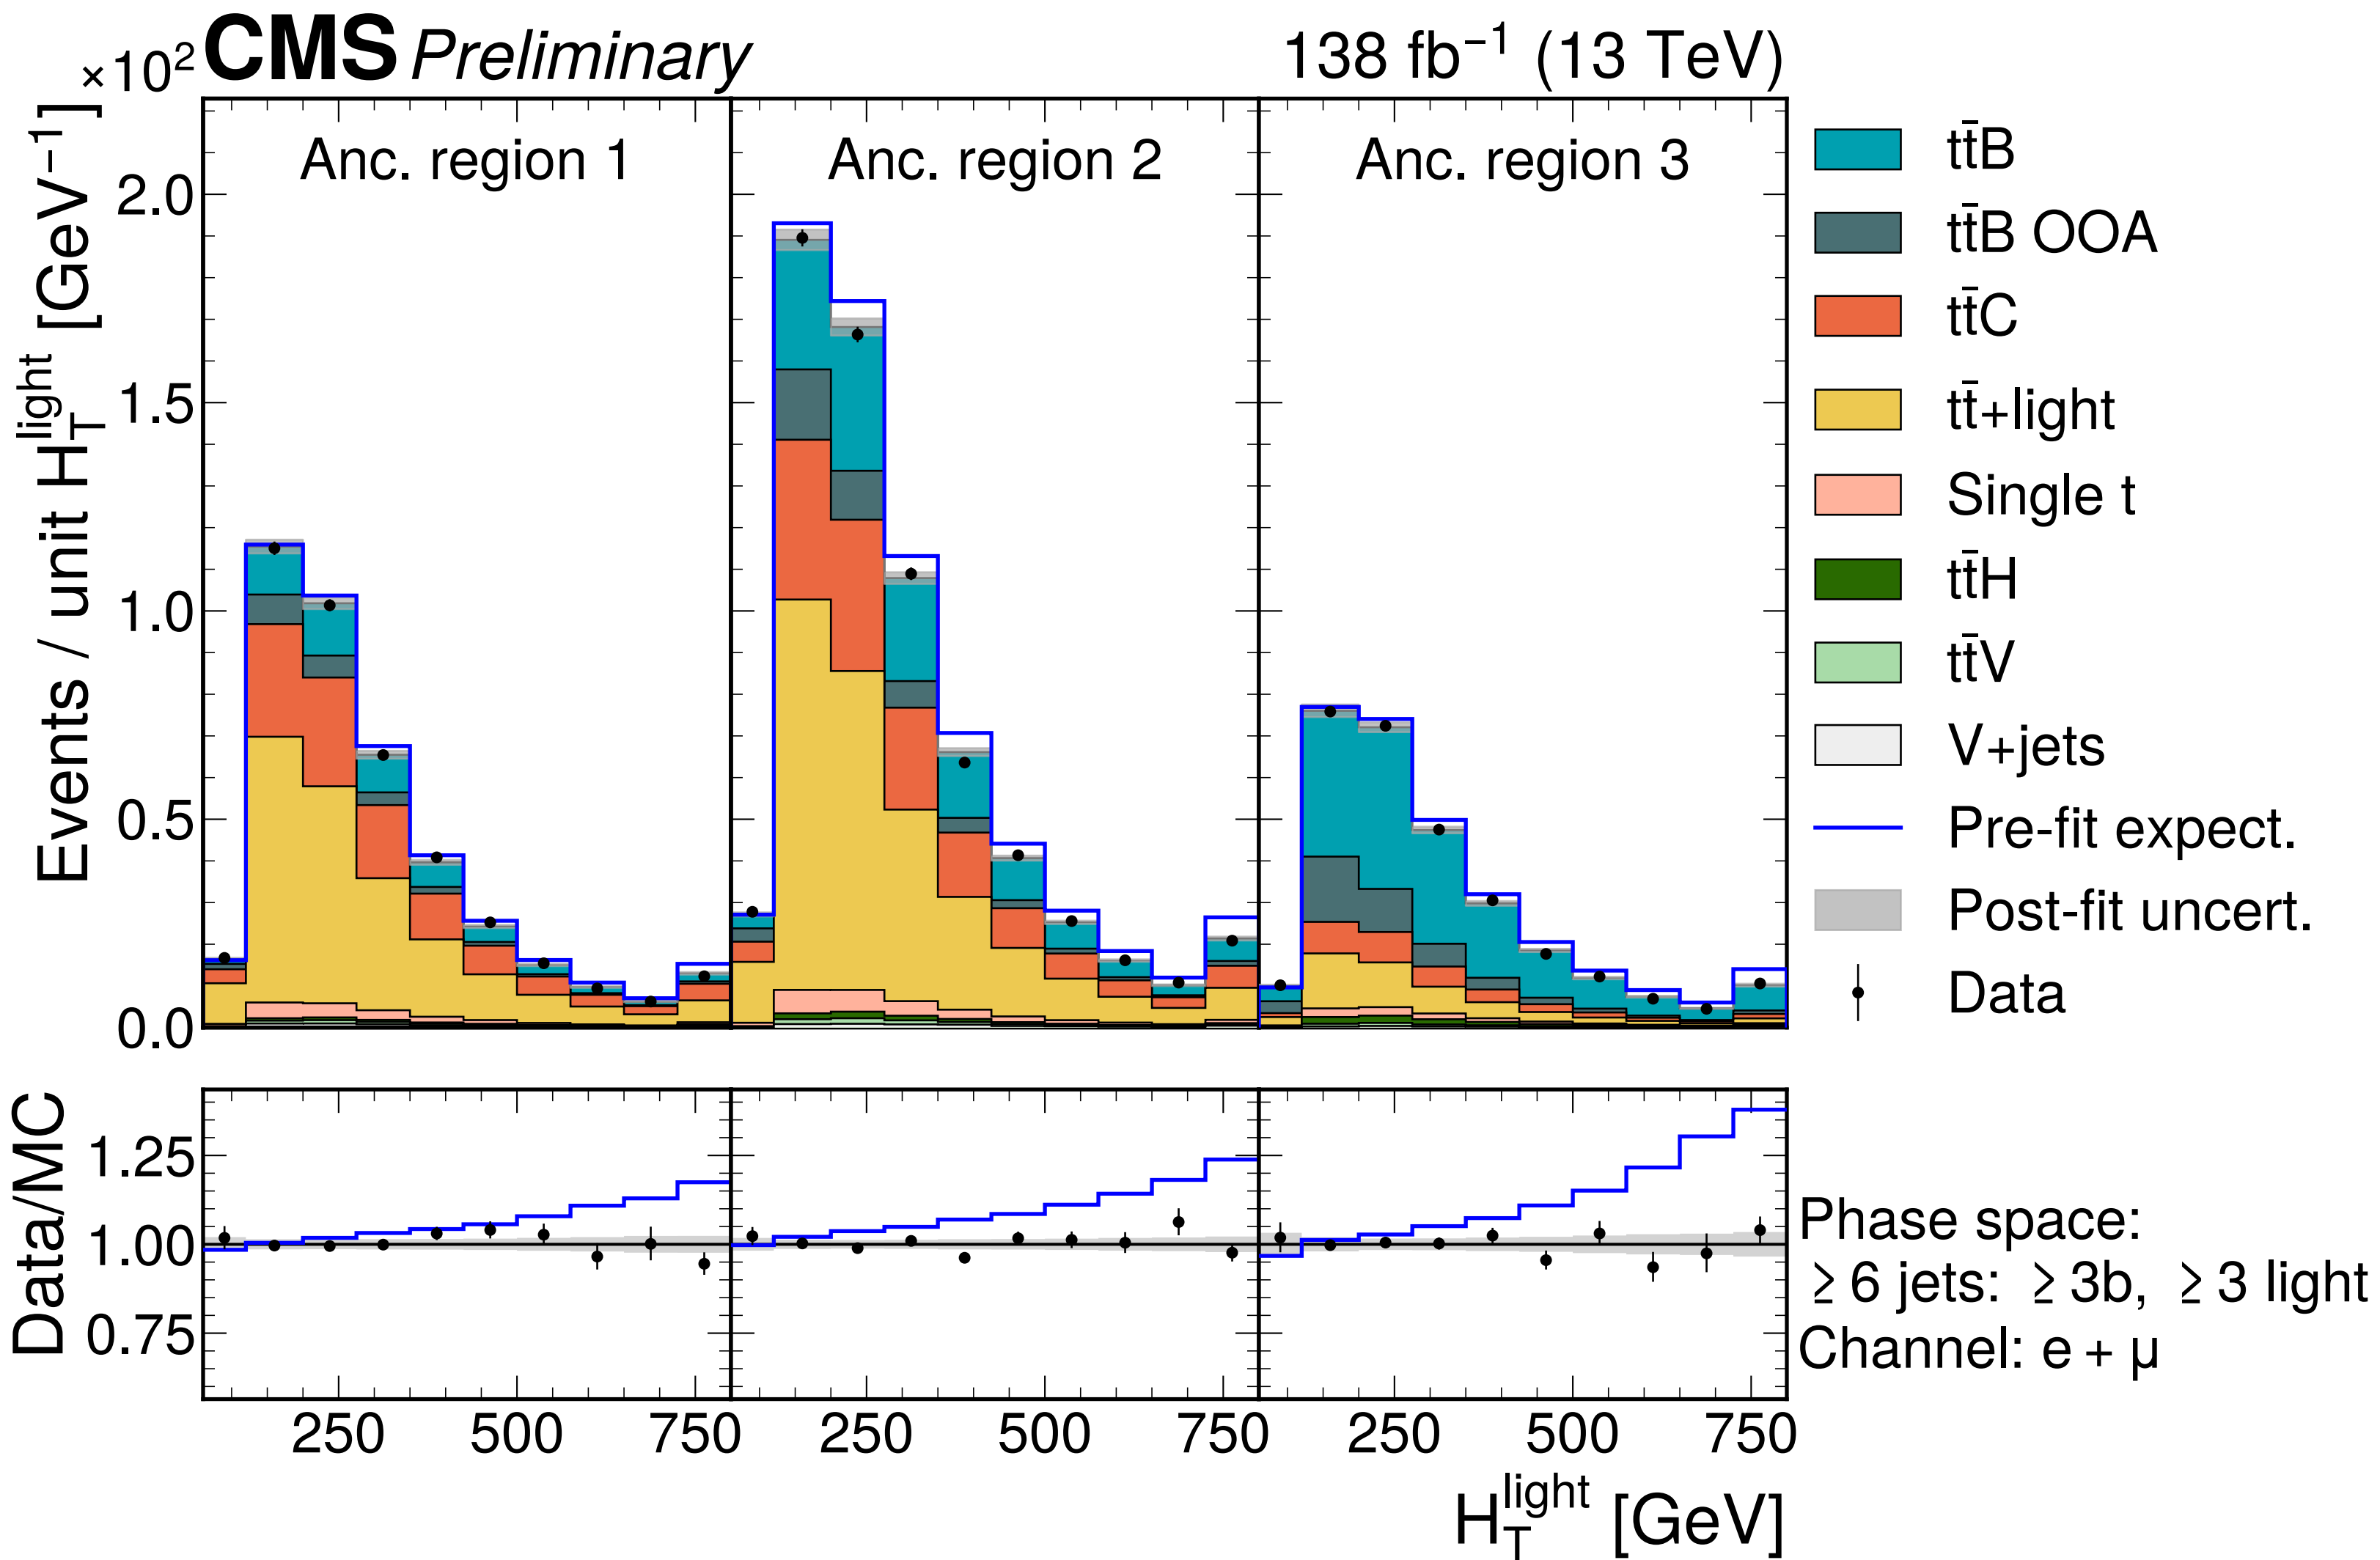 CMS Preliminary
138 fb⁻¹ (13 TeV)
×10²
Events / unit H_T^light [GeV⁻¹]
2.0
1.5
1.0
0.5
0.0
Anc. region 1
Anc. region 2
Anc. region 3
tt̄B
tt̄B OOA
tt̄C
tt̄+light
Single t
tt̄H
tt̄V
V+jets
Pre-fit expect.
Post-fit uncert.
Data
Data/MC
1.25
1.00
0.75
Phase space:
≥ 6 jets: ≥ 3b, ≥ 3 light
Channel: e + μ
250 500 750 250 500 750 250 500 750
H_T^light [GeV]